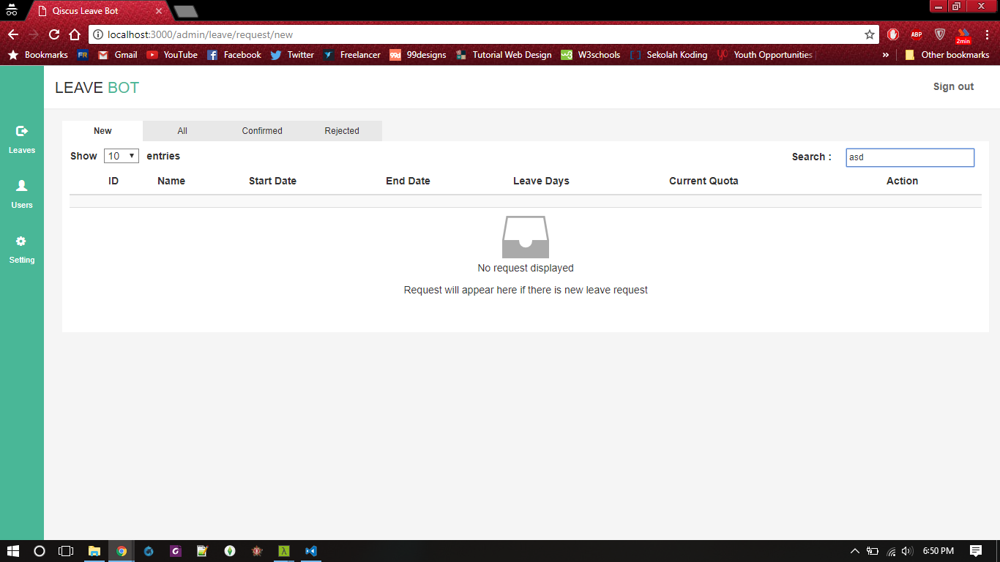 Qiscus Leave Bot
localhost:3000/admin/leave/request/new
ABP
2min
Bookmarks FR Gmail YouTube Facebook Twitter Freelancer 99d 99designs Tutorial Web Design W3schools Sekolah Koding YO Youth Opportunities » Other bookmarks
LEAVE BOT
Sign out
Leaves
Users
Setting
New All Confirmed Rejected
Show 10 entries
Search : asd
ID Name Start Date End Date Leave Days Current Quota Action
No request displayed
Request will appear here if there is new leave request
6:50 PM